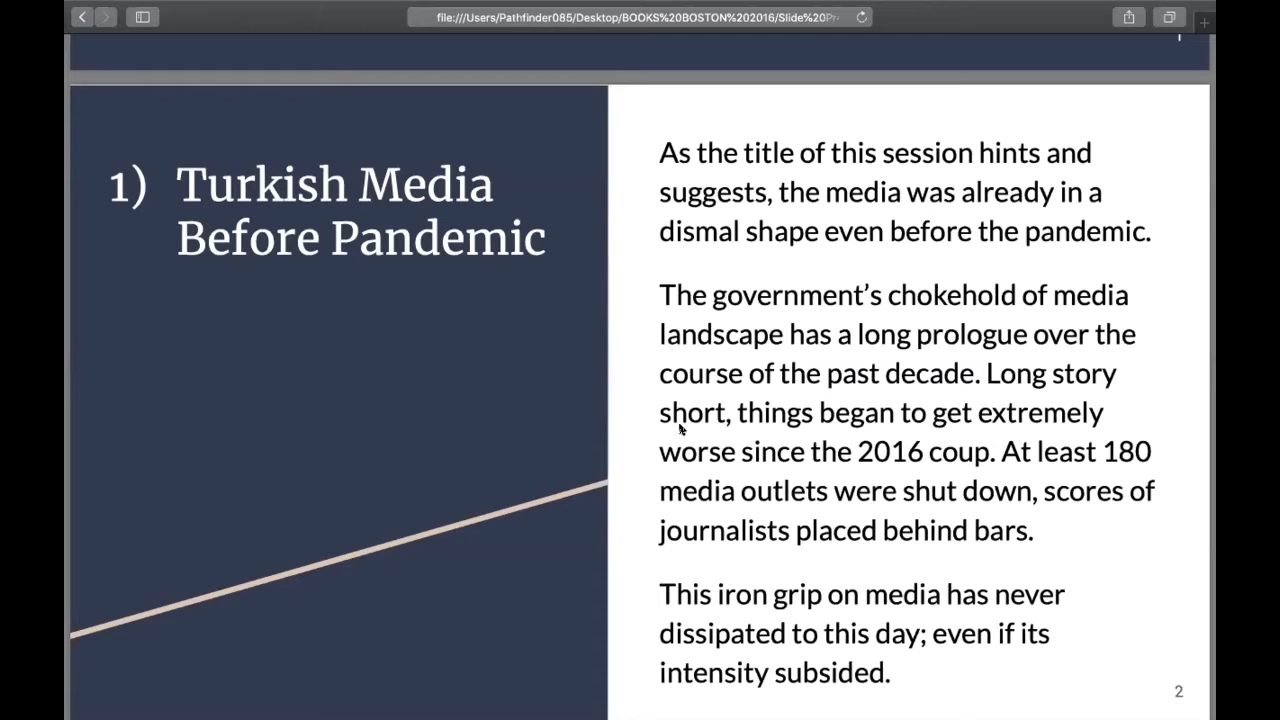 file:///Users/Pathfinder085/Desktop/BOOKS%20BOSTON%202016/Slide%20Pr
1) Turkish Media
Before Pandemic
As the title of this session hints and
suggests, the media was already in a
dismal shape even before the pandemic.
The government’s chokehold of media
landscape has a long prologue over the
course of the past decade. Long story
short, things began to get extremely
worse since the 2016 coup. At least 180
media outlets were shut down, scores of
journalists placed behind bars.
This iron grip on media has never
dissipated to this day; even if its
intensity subsided.
2